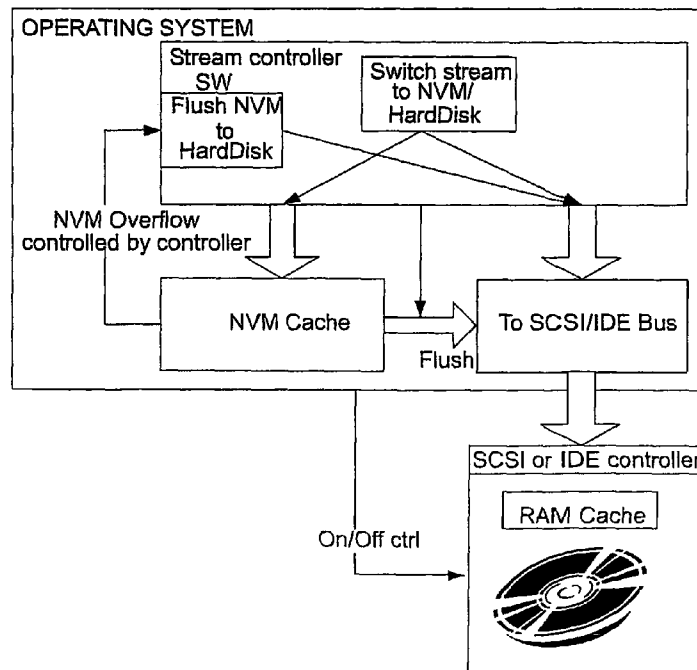 OPERATING SYSTEM
Stream controller
SW
Flush NVM
to
HardDisk
Switch stream
to NVM/
HardDisk
NVM Overflow
controlled by controller
NVM Cache
Flush
To SCSI/IDE Bus
SCSI or IDE controller
RAM Cache
On/Off ctrl